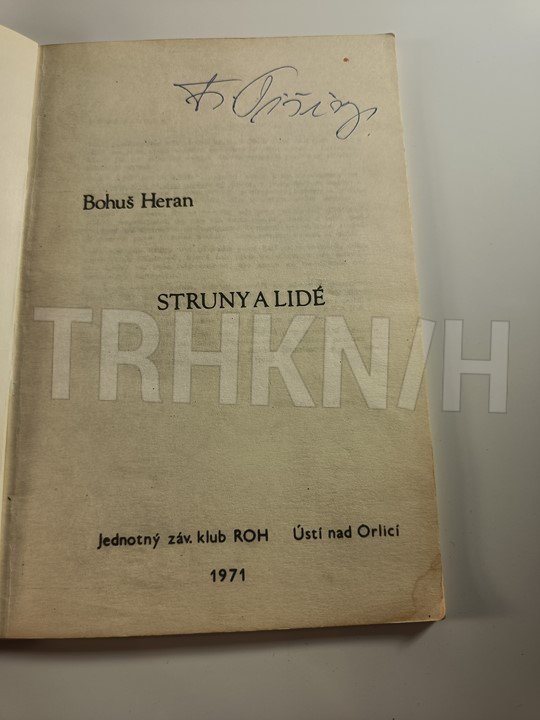 Bohuš Heran
STRUNY A LIDÉ
TRHKNIH
Jednotný záv. klub ROH Ústí nad Orlicí
1971